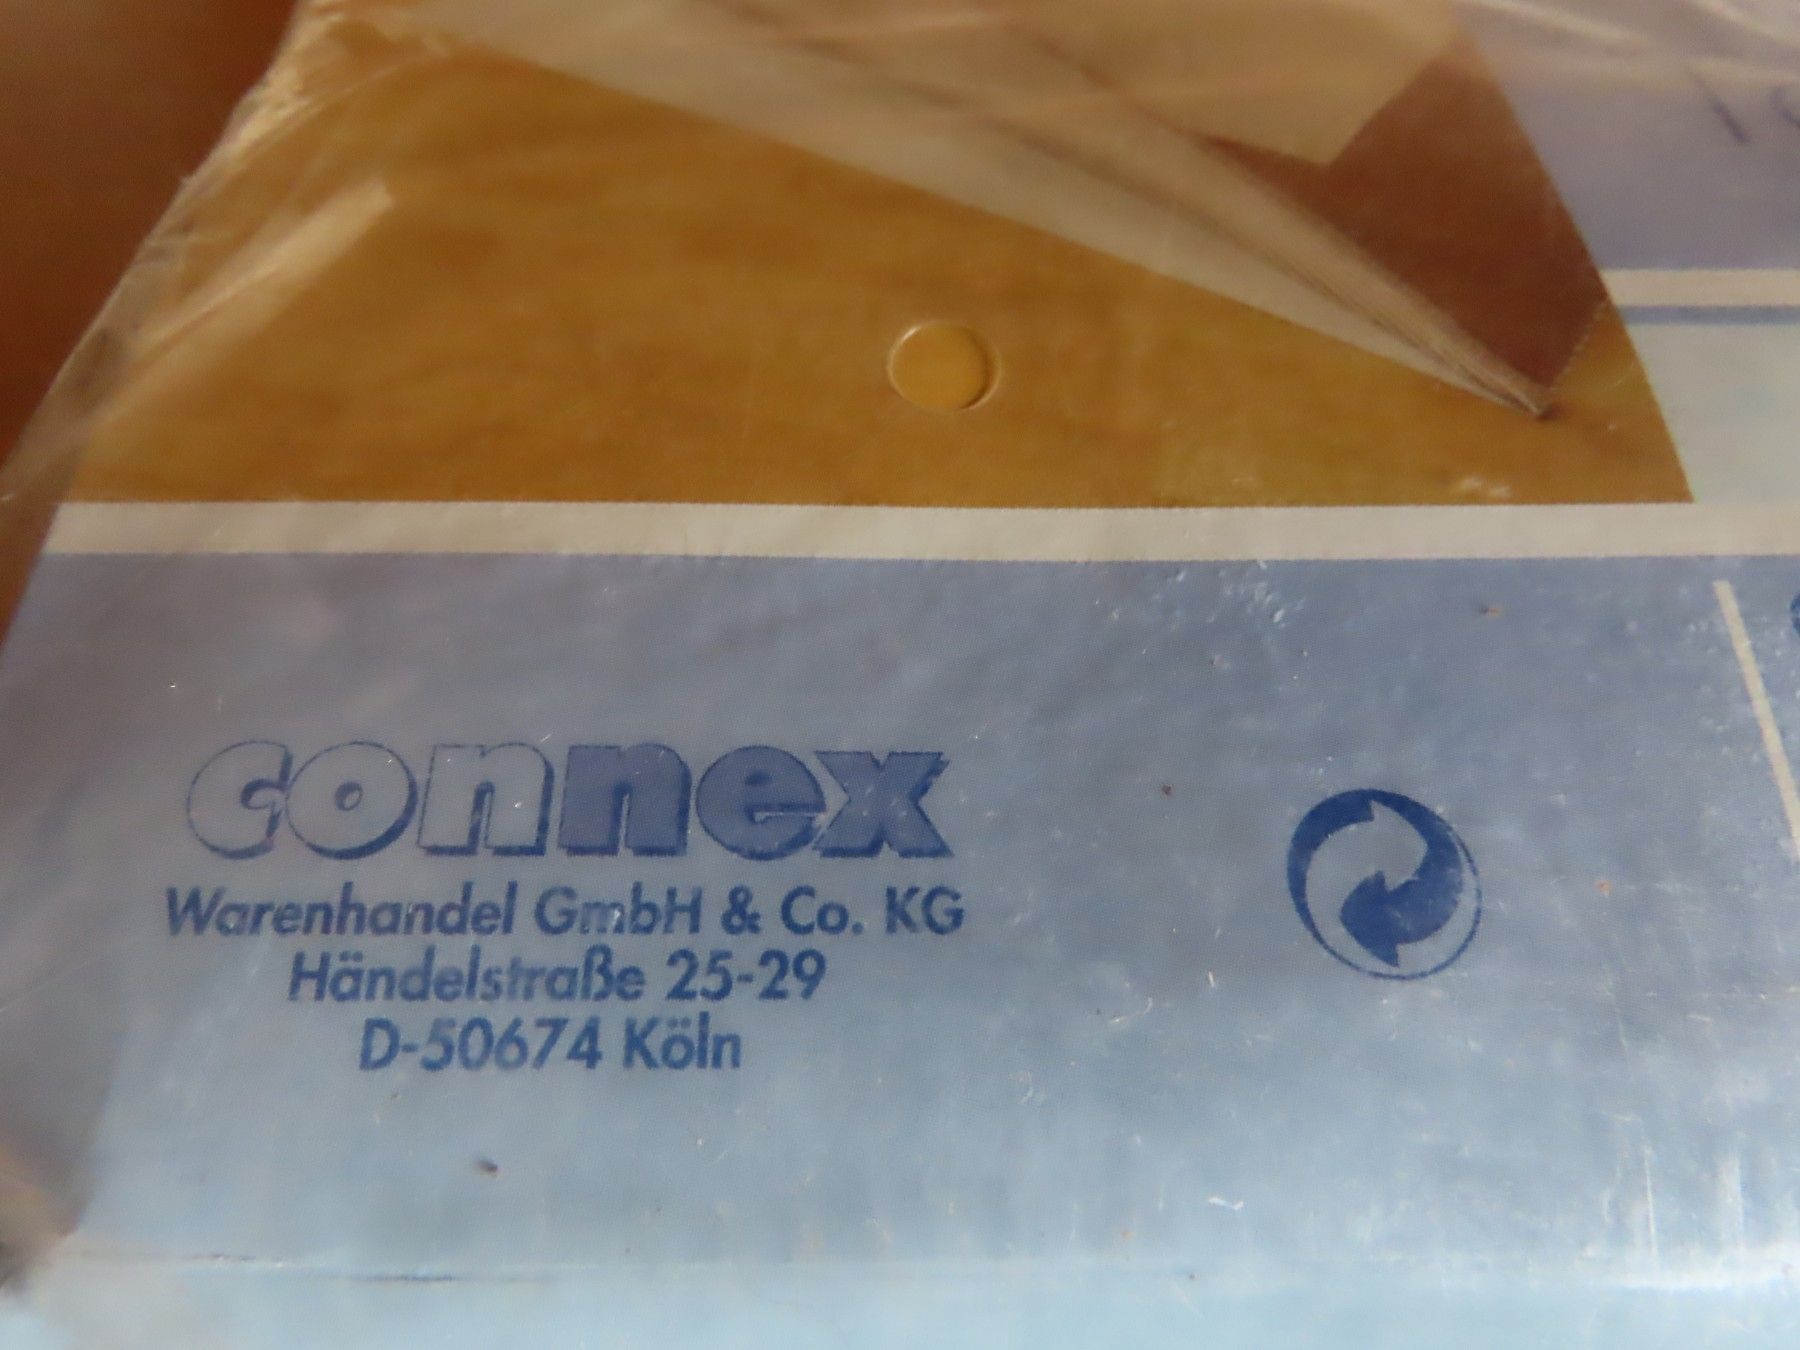 connex
Warenhandel GmbH & Co. KG
Händelstraße 25-29
D-50674 Köln